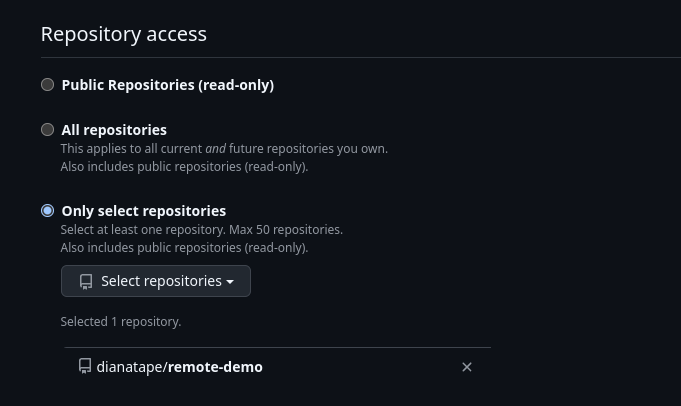 Repository access
Public Repositories (read-only)
All repositories
This applies to all current and future repositories you own.
Also includes public repositories (read-only).
Only select repositories
Select at least one repository. Max 50 repositories.
Also includes public repositories (read-only).
Select repositories
Selected 1 repository.
dianatape/remote-demo